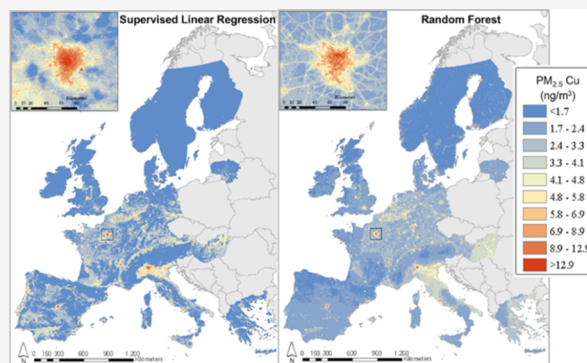 Supervised Linear Regression
Random Forest
PM2.5 Cu
(ng/m3)
<1.7
1.7 - 2.4
2.4 - 3.3
3.3 - 4.1
4.1 - 4.8
4.8 - 5.8
5.8 - 6.9
6.9 - 8.9
8.9 - 12.9
>12.9
N
0 150 300 600 900 1.200
N
0 150 300 600 900 1.200